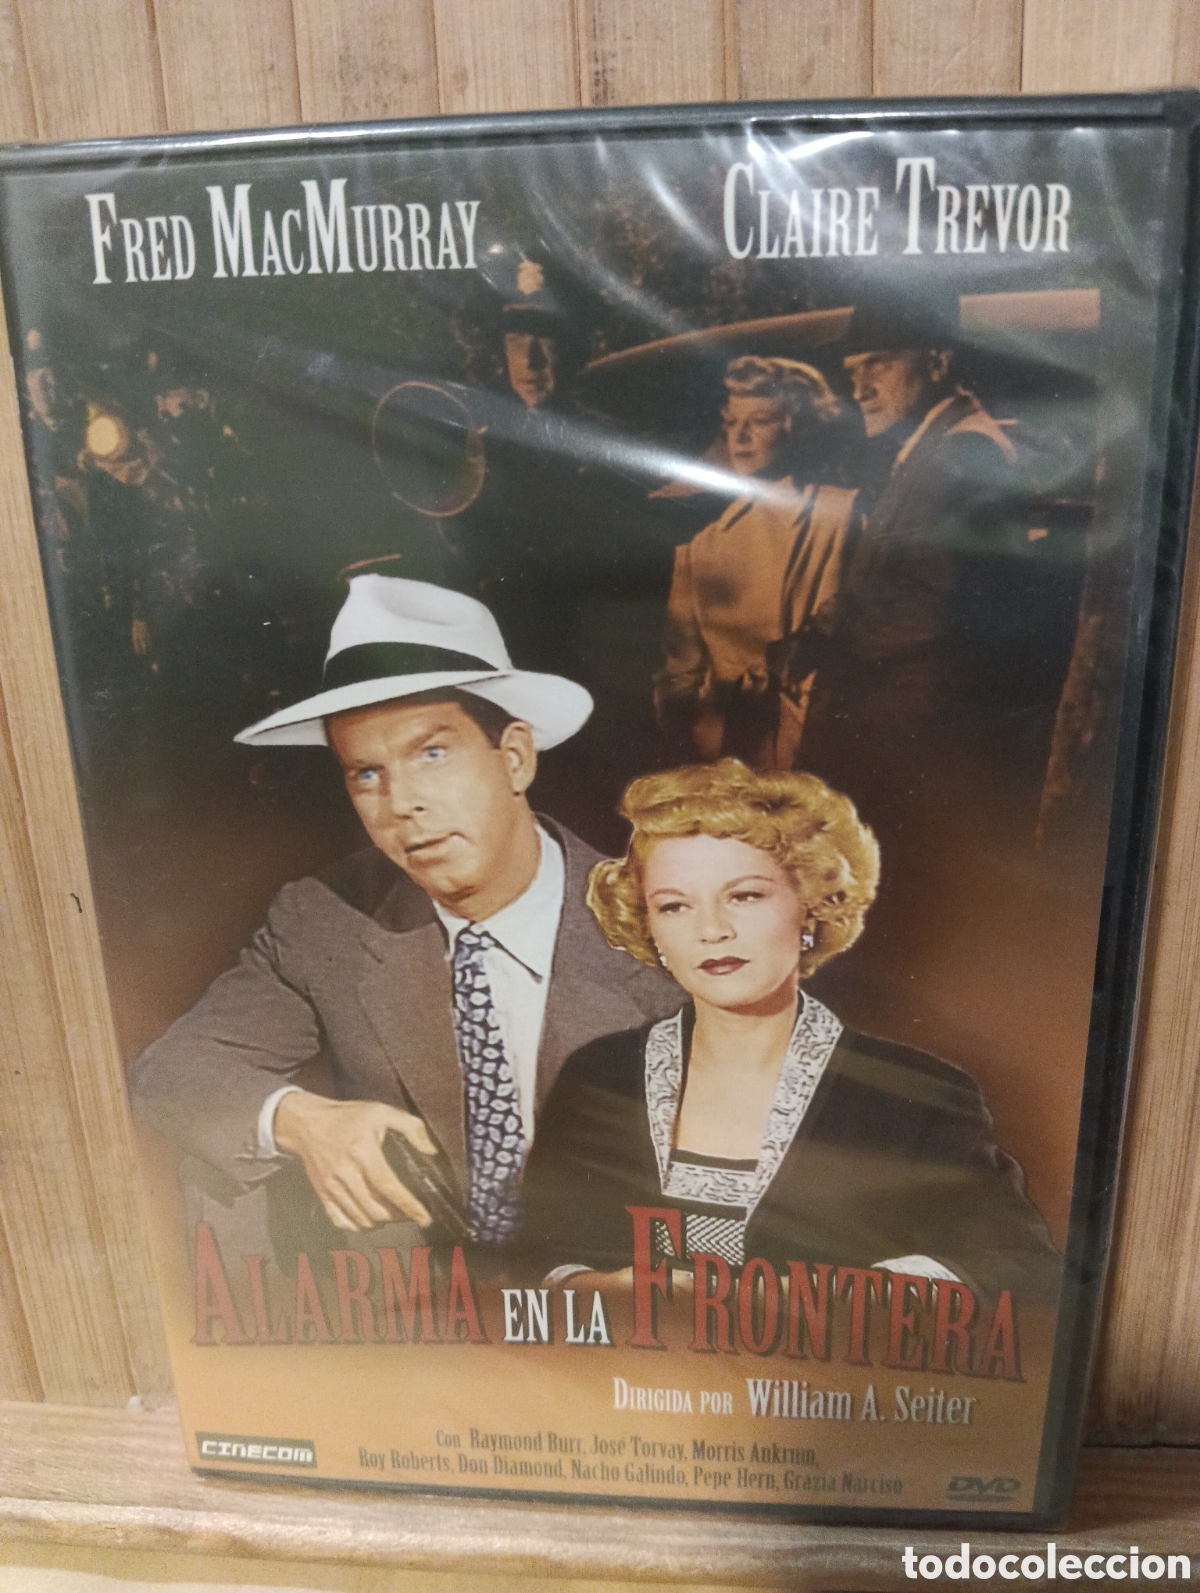 FRED MACMURRAY
CLAIRE TREVOR
ALARMA EN LA FRONTERA
DIRIGIDA POR William A. Seiter
Con Raymond Burr, José Torvay, Morris Ankrum,
Roy Roberts, Don Diamond, Nacho Galindo, Pepe Hern, Grazia Narciso
CINECOM
DVD
todocoleccion